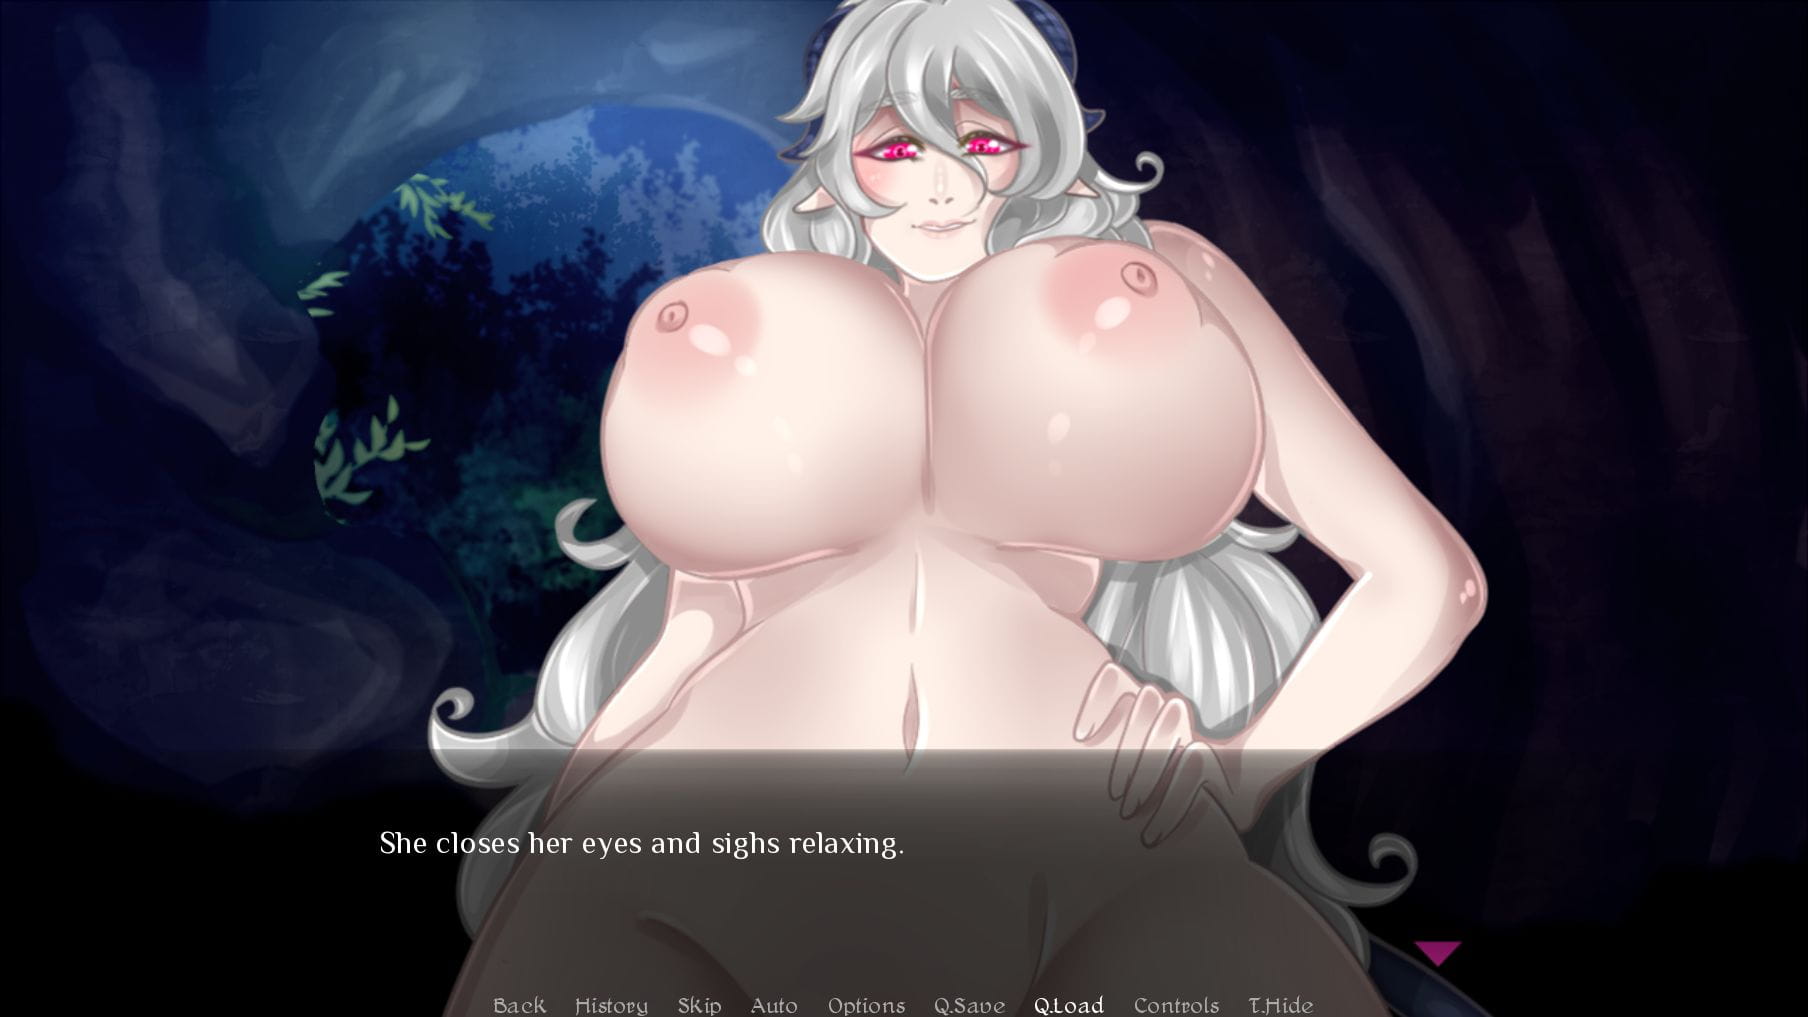 She closes her eyes and sighs relaxing.
Back History Skip Auto Options Q.Save Q.Load Controls T.Hide